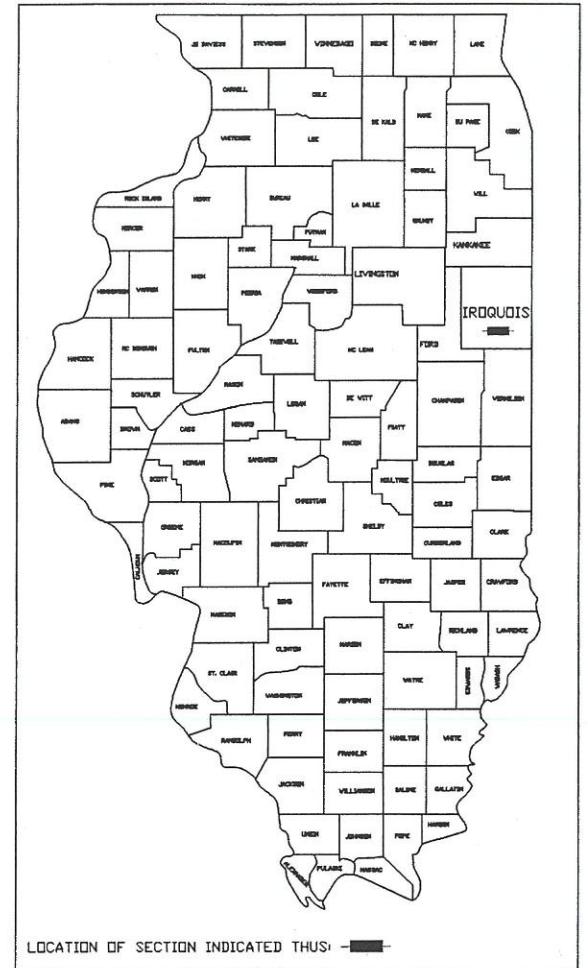 JO DAVIESS STEVENSON WINNEBAGO BOONE MC HENRY LAKE
CARROLL OGLE DE KALB KANE DU PAGE COOK
WHITESIDE LEE KENDALL WILL
ROCK ISLAND HENRY BUREAU LA SALLE GRUNDY
MERCER PUTNAM KANKAKEE
STARK MARSHALL LIVINGSTON
HENDERSON WARREN KNOX PEORIA WOODFORD IROQUOIS
HANCOCK MC DONOUGH FULTON TAZEWELL MC LEAN FORD
SCHUYLER MASON LOGAN DE WITT CHAMPAIGN VERMILION
ADAMS BROWN CASS MENARD MACON PIATT
PIKE SCOTT MORGAN SANGAMON MOULTRIE DOUGLAS EDGAR
CHRISTIAN COLES
GREENE MACOUPIN MONTGOMERY SHELBY CUMBERLAND CLARK
CALHOUN JERSEY FAYETTE EFFINGHAM JASPER CRAWFORD
MADISON BOND CLAY RICHLAND LAWRENCE
CLINTON MARION
ST. CLAIR WASHINGTON WAYNE EDWARDS WABASH
MONROE JEFFERSON
RANDOLPH PERRY FRANKLIN HAMILTON WHITE
JACKSON WILLIAMSON SALINE GALLATIN
UNION JOHNSON POPE HARDIN
ALEXANDER PULASKI MASSAC
LOCATION OF SECTION INDICATED THUS: